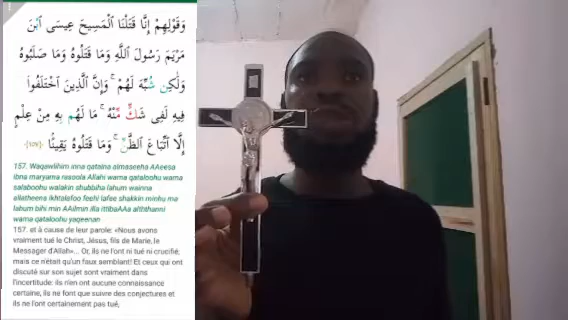 وَقَوْلِهِمْ إِنَّا قَتَلْنَا ٱلْمَسِيحَ عِيسَى ٱبْنَ
مَرْيَمَ رَسُولَ ٱللَّهِ وَمَا قَتَلُوهُ وَمَا صَلَبُوهُ
وَلَٰكِن شُبِّهَ لَهُمْ ۚ وَإِنَّ ٱلَّذِينَ ٱخْتَلَفُوا۟
فِيهِ لَفِى شَكٍّ مِّنْهُ ۚ مَا لَهُم بِهِۦ مِنْ عِلْمٍ
إِلَّا ٱتِّبَاعَ ٱلظَّنِّ ۚ وَمَا قَتَلُوهُ يَقِينًۢا ﴿١٥٧﴾
157. Waqawlihim inna qatalna almaseeha AAeesa
ibna maryama rasoola Allahi wama qataloohu wama
salaboohu walakin shubbiha lahum wainna
allatheena ikhtalafoo feehi lafee shakkin minhu ma
lahum bihi min AAilmin illa ittibaAAa alththanni
wama qataloohu yaqeenan
157. et à cause de leur parole: «Nous avons
vraiment tué le Christ, Jésus, fils de Marie, le
Messager d'Allah»... Or, ils ne l'ont ni tué ni crucifié;
mais ce n'était qu'un faux semblant! Et ceux qui ont
discuté sur son sujet sont vraiment dans
l'incertitude: ils n'en ont aucune connaissance
certaine, ils ne font que suivre des conjectures et
ils ne l'ont certainement pas tué,